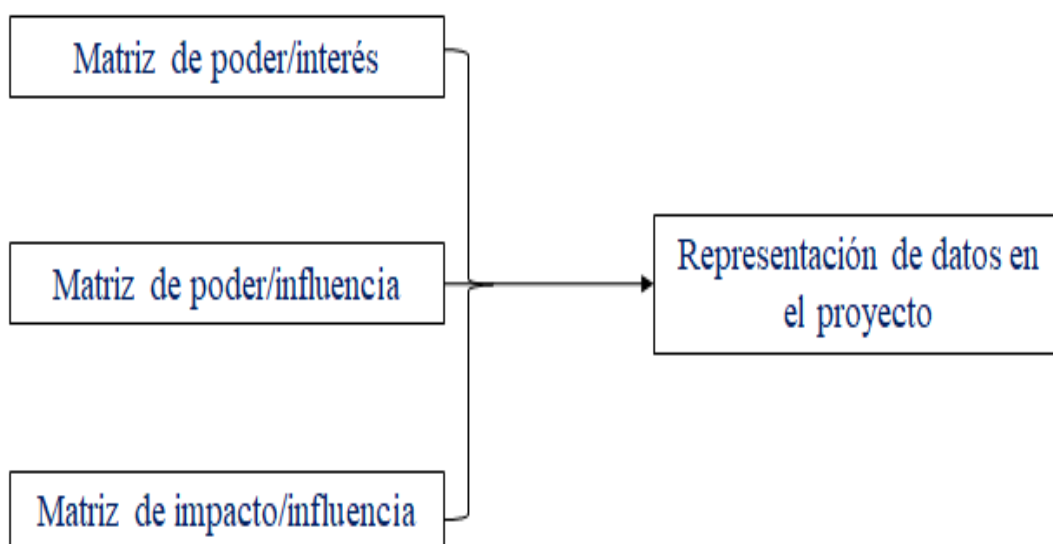 Matriz de poder/interés
Matriz de poder/influencia
Matriz de impacto/influencia
Representación de datos en
el proyecto